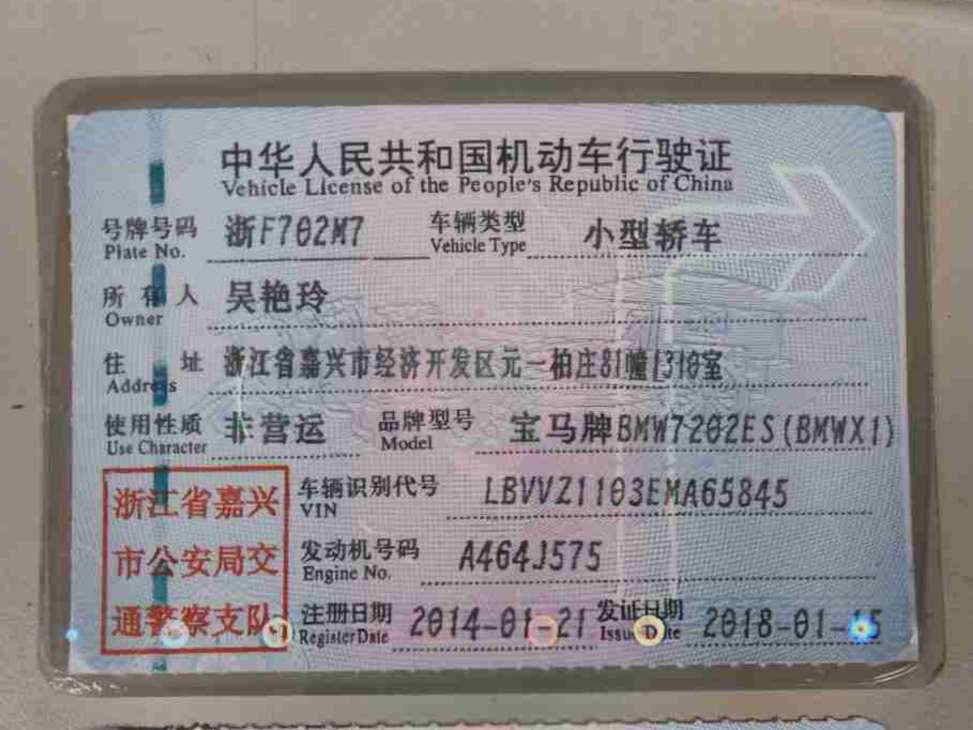 中华人民共和国机动车行驶证
Vehicle License of the People's Republic of China
号牌号码 浙F702M7 车辆类型 小型轿车
Plate No. Vehicle Type
所有人 吴艳玲
Owner
住址 浙江省嘉兴市经济开发区元一柏庄81幢1310室
Address
使用性质 非营运 品牌型号 宝马牌BMW7202ES(BMWX1)
Use Character Model
浙江省嘉兴
市公安局交
通警察支队
车辆识别代号 LBVVZ1103EMA65845
VIN
发动机号码 A464J575
Engine No.
注册日期 2014-01-21 发证日期 2018-01-15
Register Date Issue Date